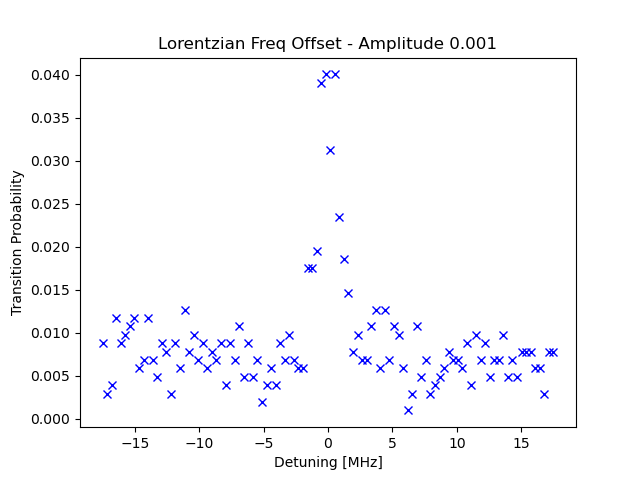 Lorentzian Freq Offset - Amplitude 0.001
0.040
0.035
0.030
0.025
0.020
0.015
0.010
0.005
0.000
Transition Probability
−15 −10 −5 0 5 10 15
Detuning [MHz]